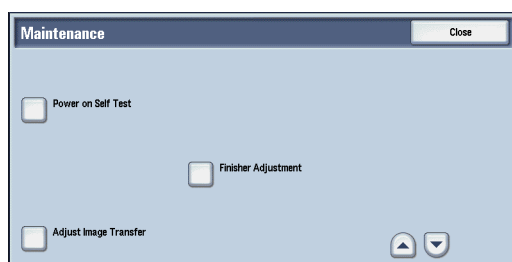 Maintenance
Close
Power on Self Test
Finisher Adjustment
Adjust Image Transfer